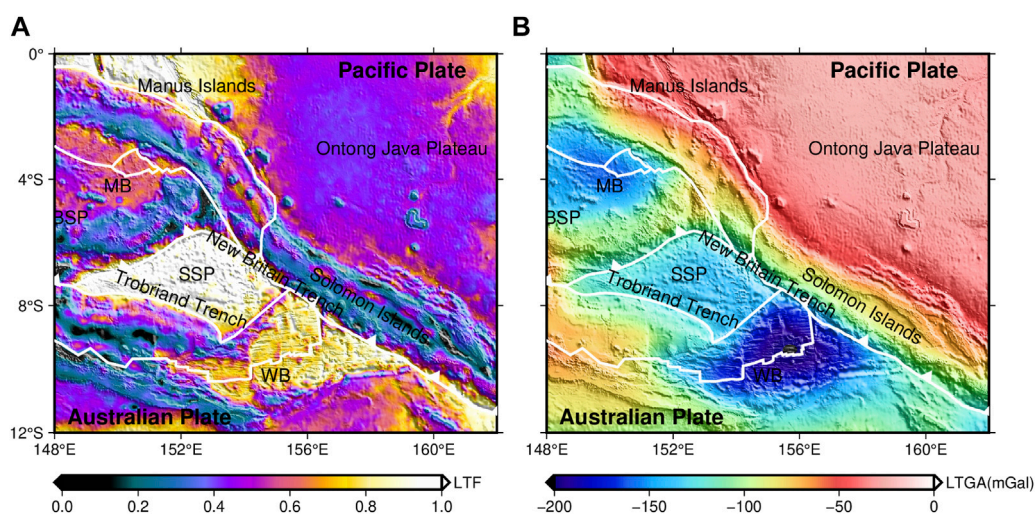 A
B
0°
Pacific Plate
Manus Islands
Ontong Java Plateau
4°S
MB
BSP
New Britain Trench
SSP
Solomon Islands
Trobriand Trench
8°S
WB
Australian Plate
12°S
148°E
152°E
156°E
160°E
0.0 0.2 0.4 0.6 0.8 1.0
LTF
Pacific Plate
Manus Islands
Ontong Java Plateau
MB
BSP
New Britain Trench
SSP
Solomon Islands
Trobriand Trench
WB
Australian Plate
148°E
152°E
156°E
160°E
−200 −150 −100 −50 0
LTGA(mGal)